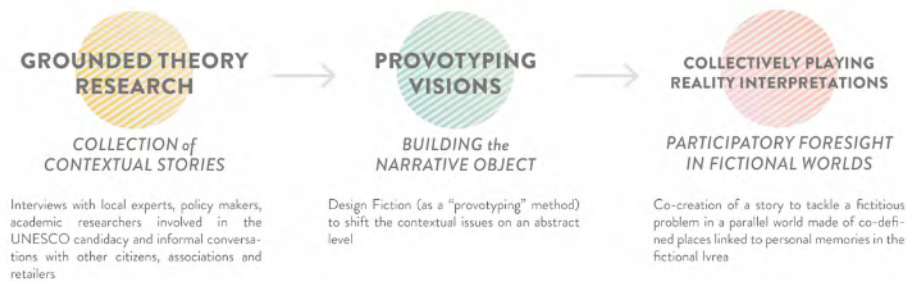 GROUNDED THEORY
RESEARCH
COLLECTION of
CONTEXTUAL STORIES
Interviews with local experts, policy makers,
academic researchers involved in the
UNESCO candidacy and informal conversa-
tions with other citizens, associations and
retailers
PROVOTYPING
VISIONS
BUILDING the
NARRATIVE OBJECT
Design Fiction (as a “provotyping” method)
to shift the contextual issues on an abstract
level
COLLECTIVELY PLAYING
REALITY INTERPRETATIONS
PARTICIPATORY FORESIGHT
IN FICTIONAL WORLDS
Co-creation of a story to tackle a fictitious
problem in a parallel world made of co-defi-
ned places linked to personal memories in the
fictional Ivrea